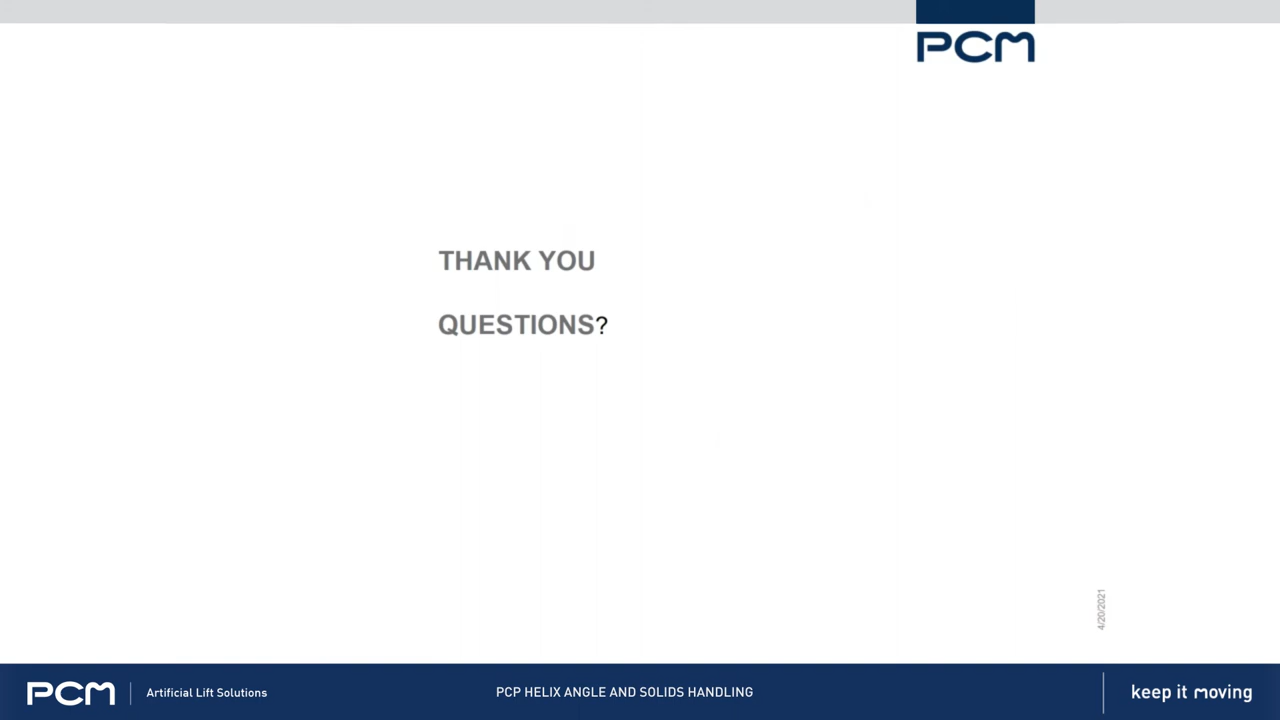 PCM
THANK YOU
QUESTIONS?
4/20/2021
PCM
Artificial Lift Solutions
PCP HELIX ANGLE AND SOLIDS HANDLING
keep it moving